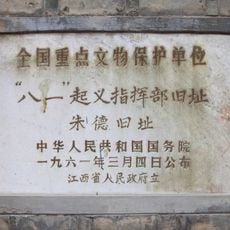 全国重点文物保护单位
“八一”起义指挥部旧址
朱德旧址
中华人民共和国国务院
一九六一年三月四日公布
江西省人民政府立